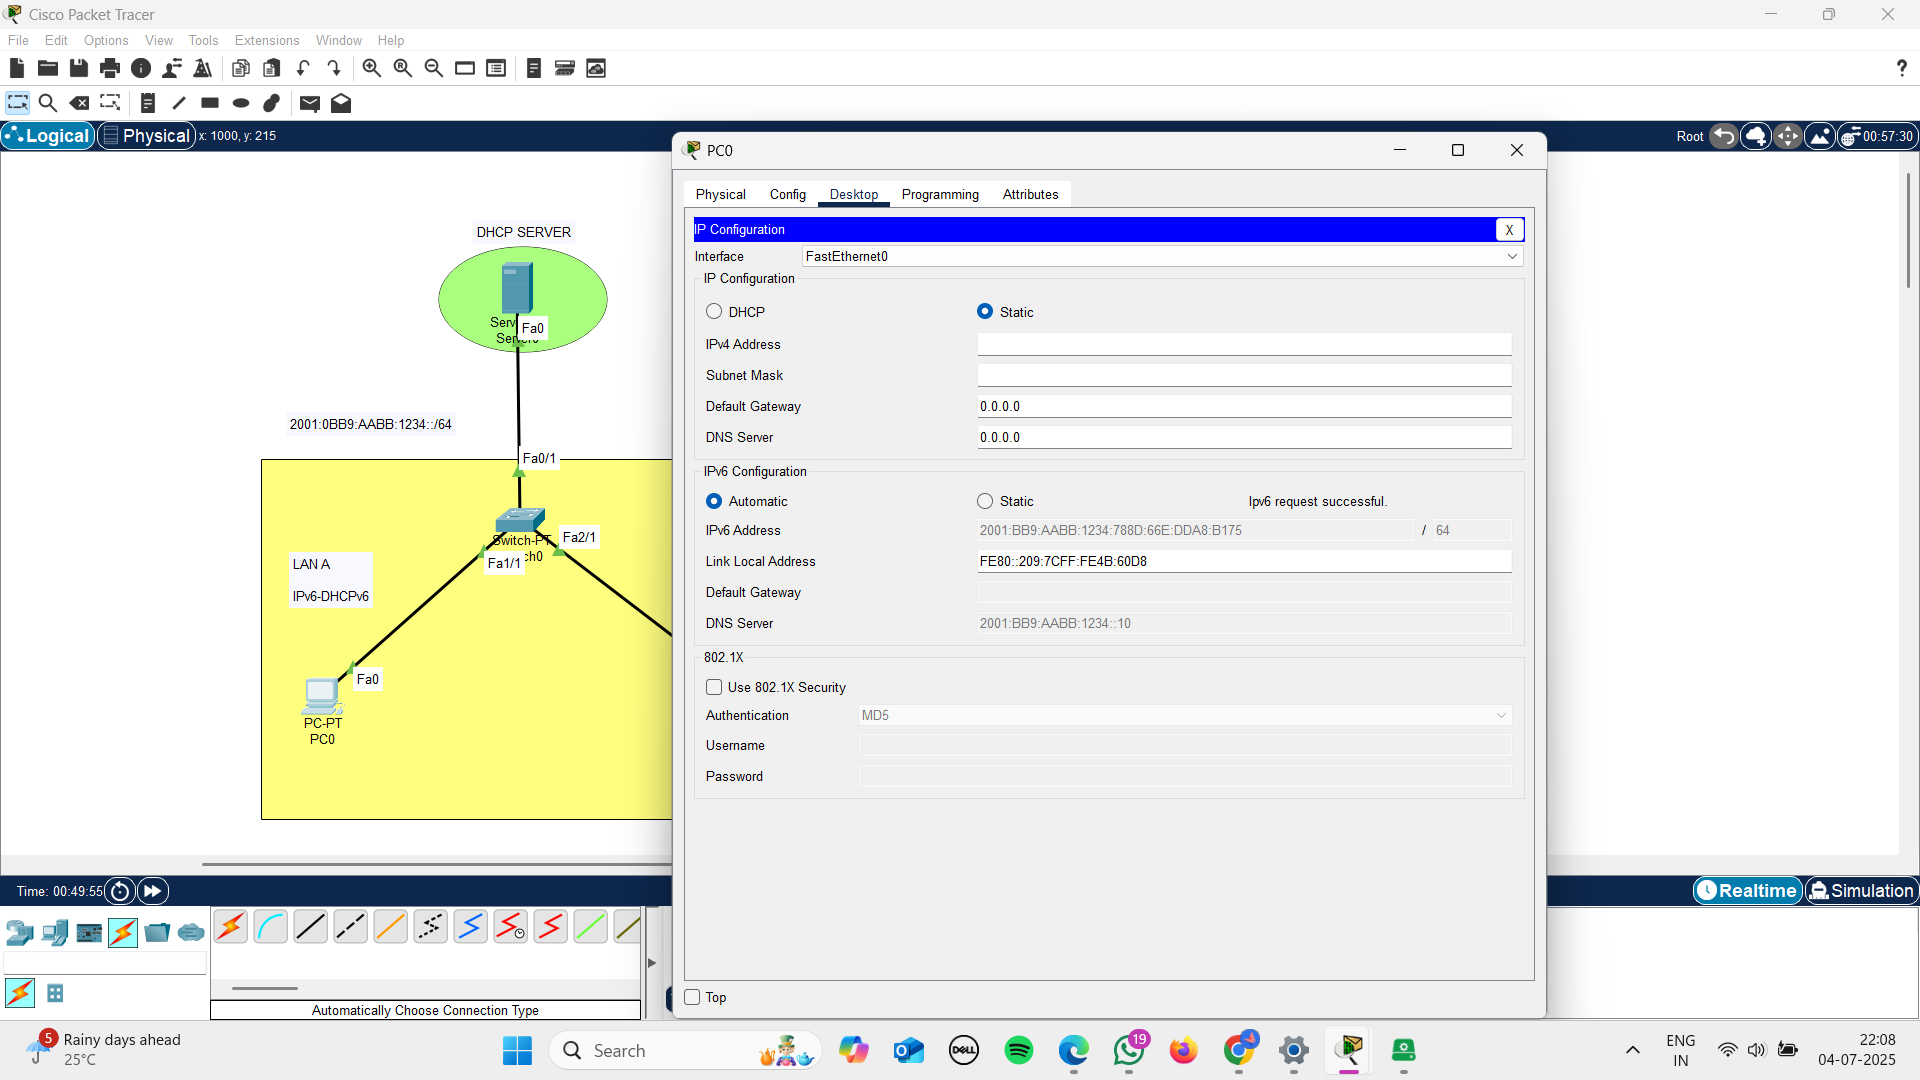 Cisco Packet Tracer
File Edit Options View Tools Extensions Window Help
?
Logical Physical x: 1000, y: 215 Root 00:57:30
DHCP SERVER
Fa0
2001:0BB9:AABB:1234::/64
Fa0/1
Switch-PT
Fa2/1
Fa1/1
LAN A
IPv6-DHCPv6
Fa0
PC-PT
PC0
PC0
Physical Config Desktop Programming Attributes
IP Configuration X
Interface FastEthernet0
IP Configuration
DHCP Static
IPv4 Address
Subnet Mask
Default Gateway 0.0.0.0
DNS Server 0.0.0.0
IPv6 Configuration
Automatic Static Ipv6 request successful.
IPv6 Address 2001:BB9:AABB:1234:788D:66E:DDA8:B175 / 64
Link Local Address FE80::209:7CFF:FE4B:60D8
Default Gateway
DNS Server 2001:BB9:AABB:1234::10
802.1X
Use 802.1X Security
Authentication MD5
Username
Password
Top
Time: 00:49:55 Realtime Simulation
Automatically Choose Connection Type
5 Rainy days ahead
25°C
Search
DELL
19
ENG
IN
22:08
04-07-2025